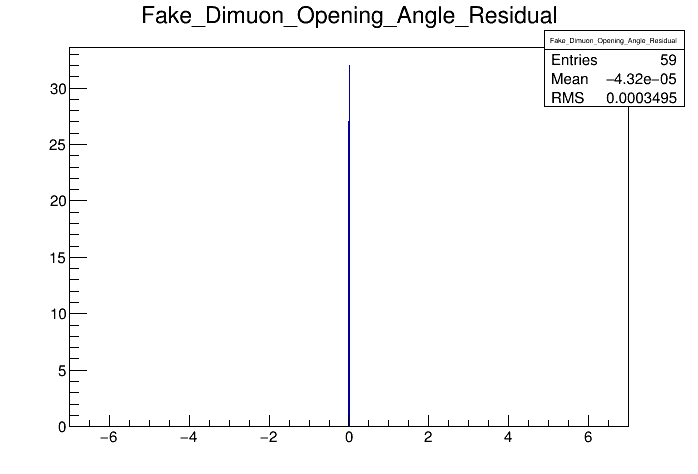 Fake_Dimuon_Opening_Angle_Residual
Fake_Dimuon_Opening_Angle_Residual
Entries 59
Mean −4.32e−05
RMS 0.0003495
30
25
20
15
10
5
0
−6 −4 −2 0 2 4 6